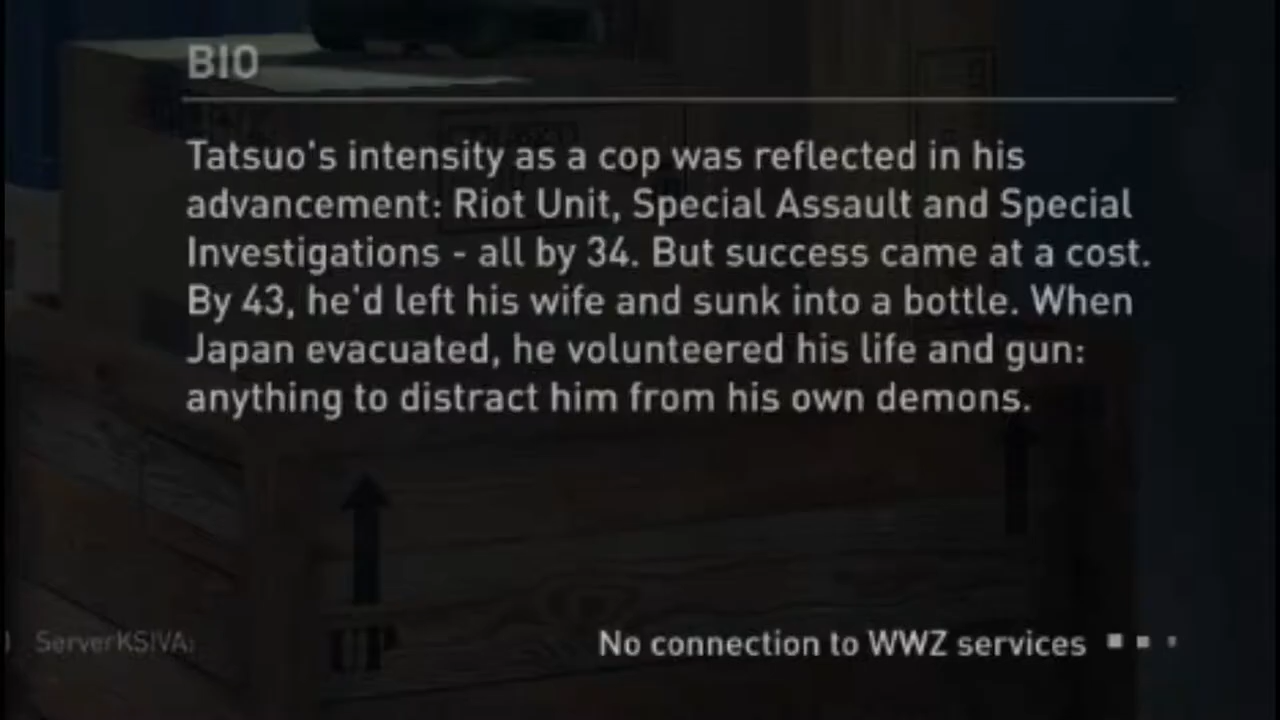 BIO
Tatsuo's intensity as a cop was reflected in his
advancement: Riot Unit, Special Assault and Special
Investigations - all by 34. But success came at a cost.
By 43, he'd left his wife and sunk into a bottle. When
Japan evacuated, he volunteered his life and gun:
anything to distract him from his own demons.
UP
ServerKSIVA:
No connection to WWZ services